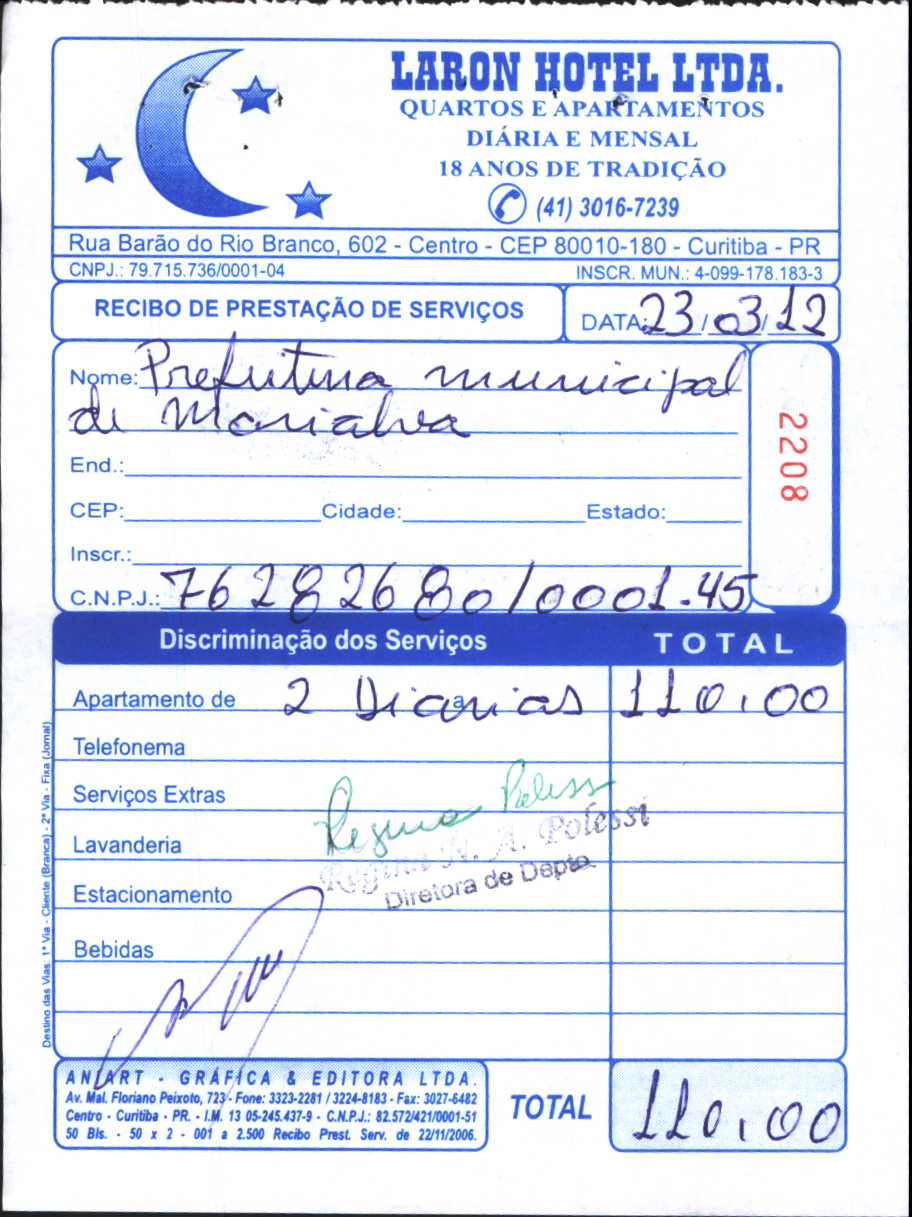 LARON HOTEL LTDA.
QUARTOS E APARTAMENTOS
DIÁRIA E MENSAL
18 ANOS DE TRADIÇÃO
(41) 3016-7239
Rua Barão do Rio Branco, 602 - Centro - CEP 80010-180 - Curitiba - PR
CNPJ.: 79.715.736/0001-04 INSCR. MUN.: 4-099-178.183-3
RECIBO DE PRESTAÇÃO DE SERVIÇOS DATA: 23/03/12
Nome: Prefeitura municipal
de Marialva
2208
End.:
CEP: Cidade: Estado:
Inscr.:
C.N.P.J.: 76282680/0001-45
Discriminação dos Serviços TOTAL
Apartamento de 2 Diarias 110,00
Telefonema
Serviços Extras
Regina Polessi
Lavanderia
Regina N. A. Polessi
Diretora de Depto
Estacionamento
Bebidas
Destino das Vias: 1ª Via - Cliente (Branca) - 2ª Via - Fixa (Jornal)
ANIART - GRÁFICA & EDITORA LTDA.
Av. Mal. Floriano Peixoto, 723 - Fone: 3323-2281 / 3224-8183 - Fax: 3027-6482
Centro - Curitiba - PR. - I.M. 13 05-245.437-9 - C.N.P.J.: 82.572/421/0001-51
50 Bls. - 50 x 2 - 001 a 2.500 Recibo Prest. Serv. de 22/11/2006.
TOTAL 110,00